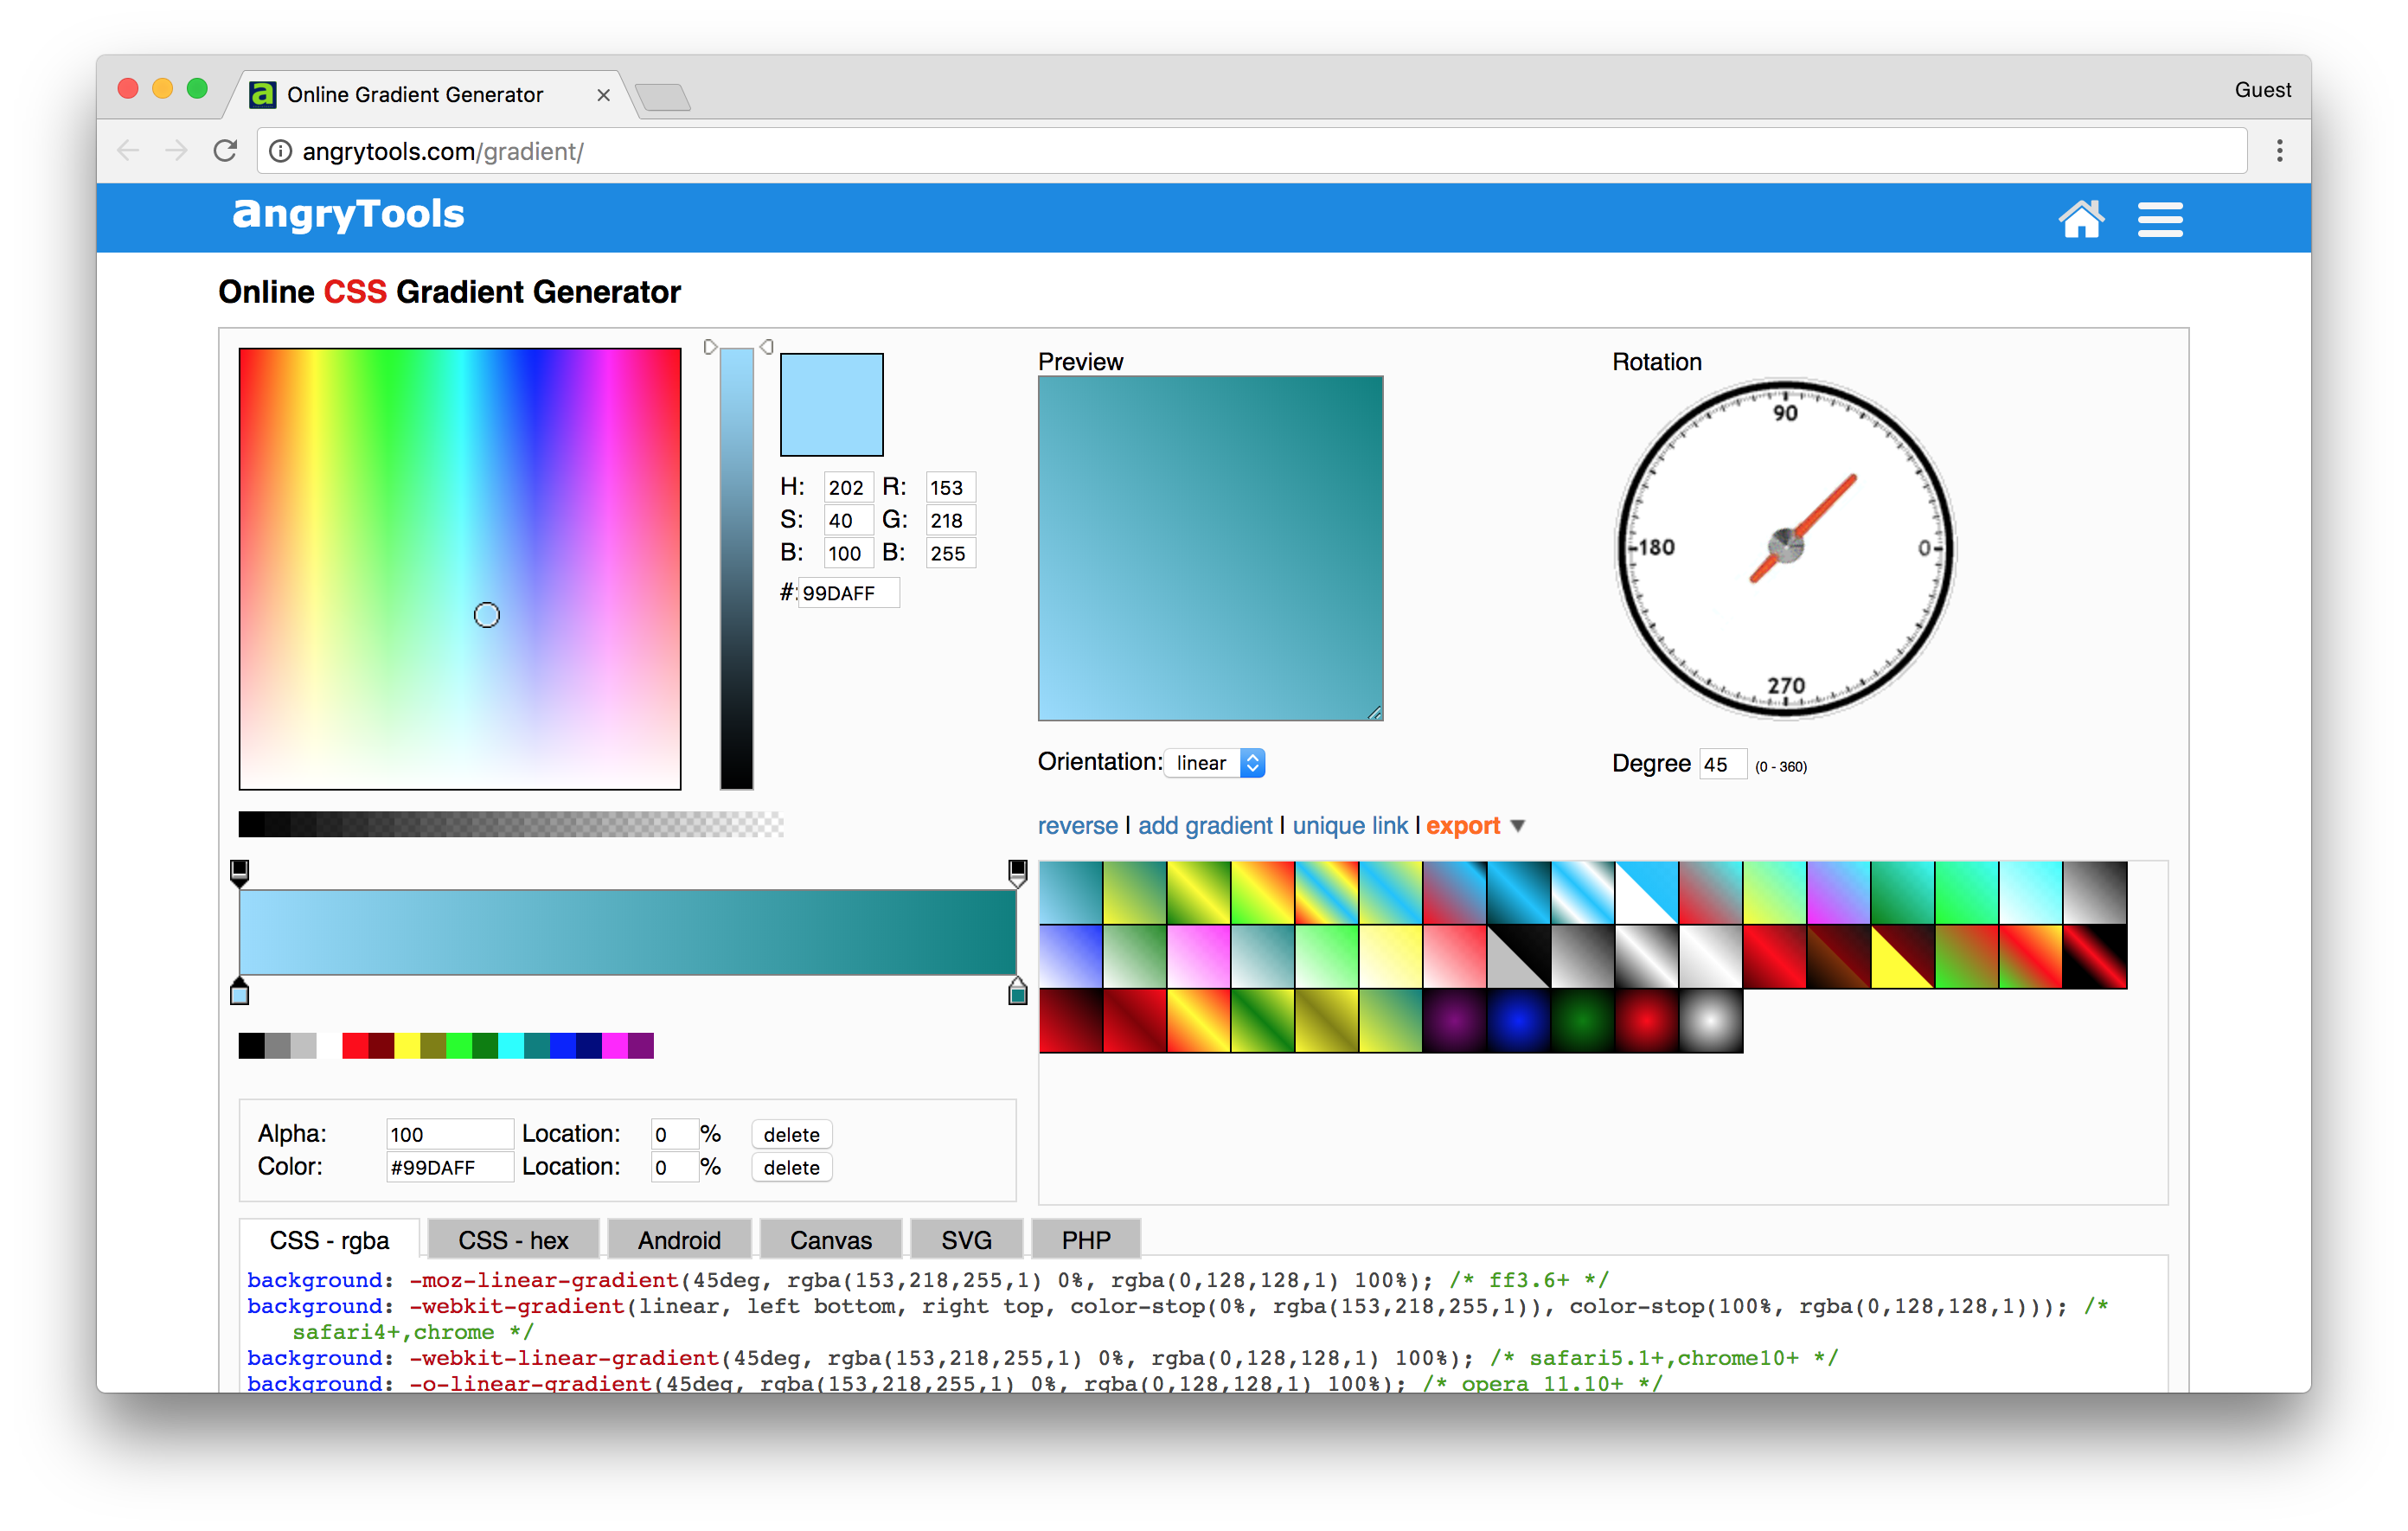 Online Gradient Generator
Guest
angrytools.com/gradient/
angryTools
Online CSS Gradient Generator
H: 202 R: 153
S: 40 G: 218
B: 100 B: 255
#: 99DAFF
Preview
Rotation
90
180
0
270
Orientation: linear
Degree 45 (0 - 360)
reverse | add gradient | unique link | export
Alpha: 100 Location: 0 % delete
Color: #99DAFF Location: 0 % delete
CSS - rgba CSS - hex Android Canvas SVG PHP
background: -moz-linear-gradient(45deg, rgba(153,218,255,1) 0%, rgba(0,128,128,1) 100%); /* ff3.6+ */
background: -webkit-gradient(linear, left bottom, right top, color-stop(0%, rgba(153,218,255,1)), color-stop(100%, rgba(0,128,128,1))); /*
safari4+,chrome */
background: -webkit-linear-gradient(45deg, rgba(153,218,255,1) 0%, rgba(0,128,128,1) 100%); /* safari5.1+,chrome10+ */
background: -o-linear-gradient(45deg, rgba(153,218,255,1) 0%, rgba(0,128,128,1) 100%); /* opera 11.10+ */